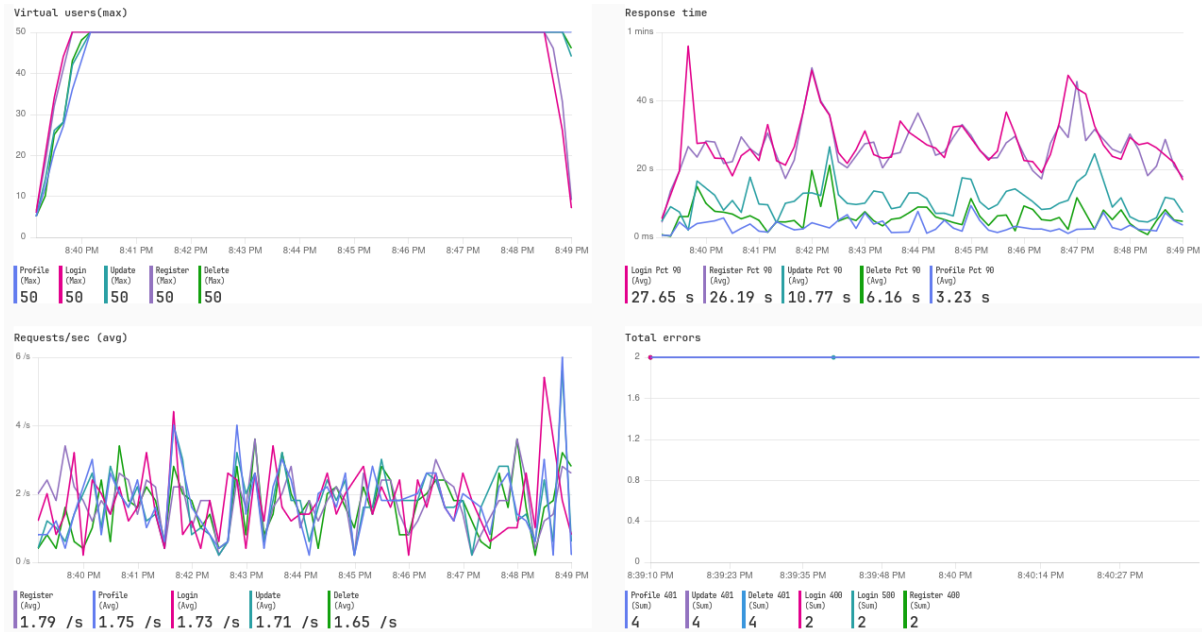 Virtual users(max)
50
40
30
20
10
0
8:40 PM 8:41 PM 8:42 PM 8:43 PM 8:44 PM 8:45 PM 8:46 PM 8:47 PM 8:48 PM 8:49 PM
Profile Login Update Register Delete
(Max) (Max) (Max) (Max) (Max)
50 50 50 50 50
Response time
1 mins
40 s
20 s
0 ms
8:40 PM 8:41 PM 8:42 PM 8:43 PM 8:44 PM 8:45 PM 8:46 PM 8:47 PM 8:48 PM 8:49 PM
Login Pct 90 Register Pct 90 Update Pct 90 Delete Pct 90 Profile Pct 90
(Avg) (Avg) (Avg) (Avg) (Avg)
27.65 s 26.19 s 10.77 s 6.16 s 3.23 s
Requests/sec (avg)
6 /s
4 /s
2 /s
0 /s
8:40 PM 8:41 PM 8:42 PM 8:43 PM 8:44 PM 8:45 PM 8:46 PM 8:47 PM 8:48 PM 8:49 PM
Register Profile Login Update Delete
(Avg) (Avg) (Avg) (Avg) (Avg)
1.79 /s 1.75 /s 1.73 /s 1.71 /s 1.65 /s
Total errors
2
1.6
1.2
0.8
0.4
0
8:39:10 PM 8:39:23 PM 8:39:35 PM 8:39:48 PM 8:40 PM 8:40:14 PM 8:40:27 PM
Profile 401 Update 401 Delete 401 Login 400 Login 500 Register 400
(Sum) (Sum) (Sum) (Sum) (Sum) (Sum)
4 4 4 2 2 2